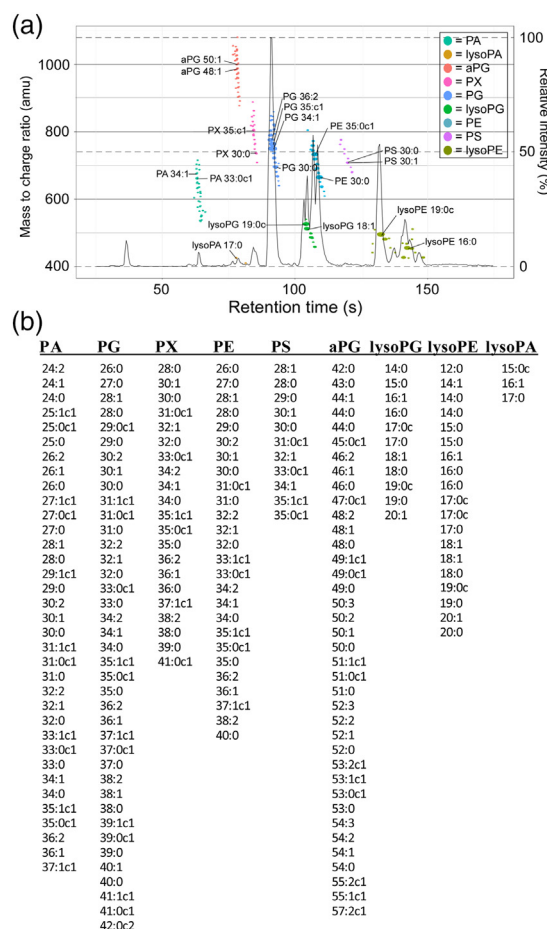 (a)
Mass to charge ratio (amu)
1000
800
600
400
100
50
0
Relative intensity (%)
50
100
150
Retention time (s)
aPG 50:1
aPG 48:1
PX 35:c1
PX 30:0
PA 34:1
PA 33:0c1
PG 36:2
PG 35:c1
PG 34:1
PG 30:0
PE 35:0c1
PE 30:0
PS 30:0
PS 30:1
lysoPG 19:0c
lysoPG 18:1
lysoPA 17:0
lysoPE 19:0c
lysoPE 16:0
= PA
= lysoPA
= aPG
= PX
= PG
= lysoPG
= PE
= PS
= lysoPE
(b)
PA PG PX PE PS aPG lysoPG lysoPE lysoPA
24:2 26:0 28:0 26:0 28:1 42:0 14:0 12:0 15:0c
24:1 27:0 30:1 27:0 28:0 43:0 15:0 14:1 16:1
24:0 28:1 30:0 28:1 29:0 44:1 16:1 14:0 17:0
25:1c1 28:0 31:0c1 28:0 30:1 44:0 16:0 14:0
25:0c1 29:0c1 32:1 29:0 30:0 44:0 17:0c 15:0
25:0 29:0 32:0 30:2 31:0c1 45:0c1 17:0 15:0
26:2 30:2 33:0c1 30:1 32:1 46:2 18:1 16:1
26:1 30:1 34:2 30:0 33:0c1 46:1 18:0 16:0
26:0 30:0 34:1 31:0c1 34:1 46:0 19:0c 16:0
27:1c1 31:1c1 34:0 31:0 35:1c1 47:0c1 19:0 17:0c
27:0c1 31:0c1 35:1c1 32:2 35:0c1 48:2 20:1 17:0c
27:0 31:0 35:0c1 32:1 48:1 17:0
28:1 32:2 35:0 32:0 48:0 18:1
28:0 32:1 36:2 33:1c1 49:1c1 18:1
29:1c1 32:0 36:1 33:0c1 49:0c1 18:0
29:0 33:0c1 36:0 34:2 49:0 19:0c
30:2 33:0 37:1c1 34:1 50:3 19:0
30:1 34:2 38:2 34:0 50:2 20:1
30:0 34:1 38:0 35:1c1 50:1 20:0
31:1c1 34:0 39:0 35:0c1 50:0
31:0c1 35:1c1 41:0c1 35:0 51:1c1
31:0 35:0c1 36:2 51:0c1
32:2 35:0 36:1 51:0
32:1 36:2 37:1c1 52:3
32:0 36:1 38:2 52:2
33:1c1 37:1c1 40:0 52:1
33:0c1 37:0c1 52:0
33:0 37:0 53:2c1
34:1 38:2 53:1c1
34:0 38:1 53:0c1
35:1c1 38:0 53:0
35:0c1 39:1c1 54:3
36:2 39:0c1 54:2
36:1 39:0 54:1
37:1c1 40:1 54:0
40:0 55:2c1
41:1c1 55:1c1
41:0c1 57:2c1
42:0c2